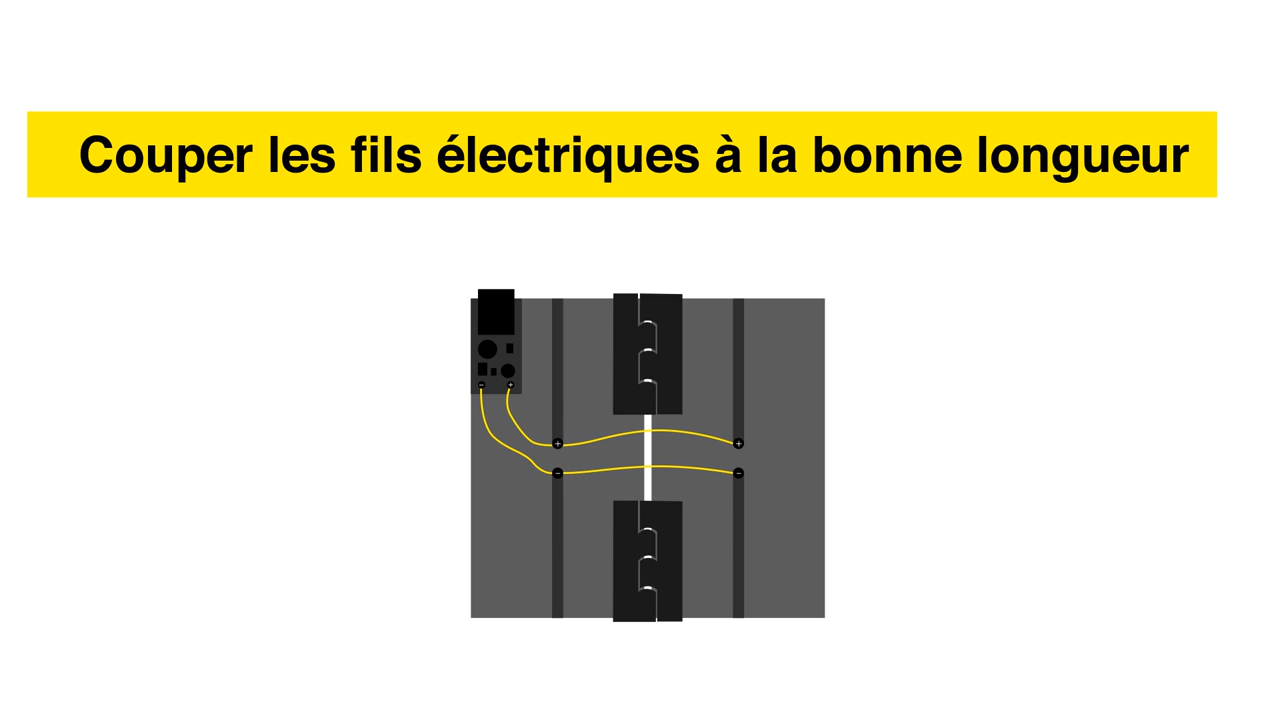 Couper les fils électriques à la bonne longueur
- +
+ +
- -